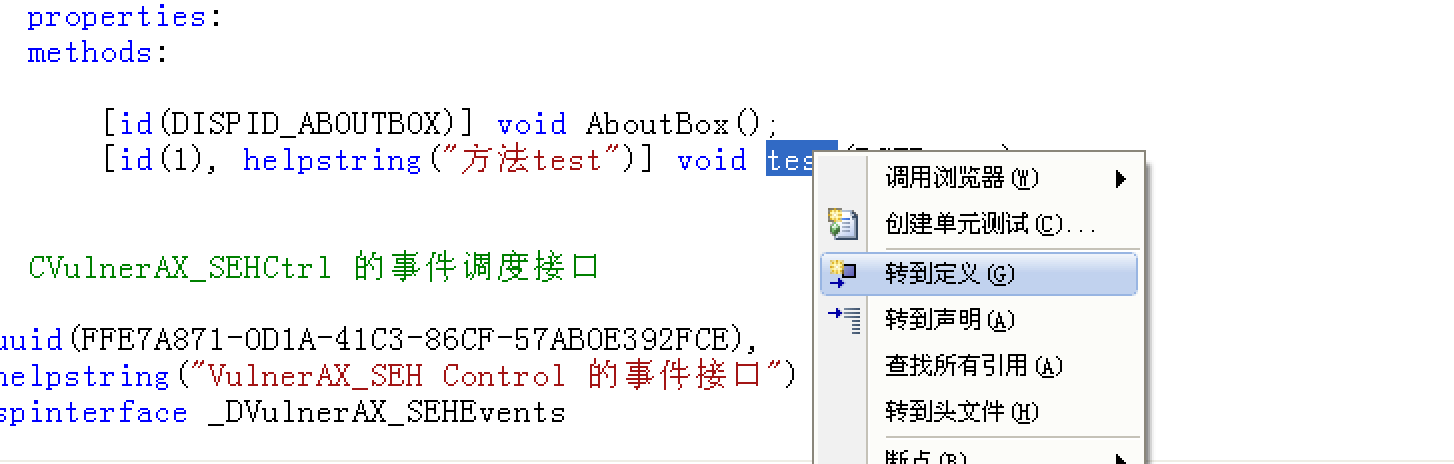 properties:
methods:
[id(DISPID_ABOUTBOX)] void AboutBox();
[id(1), helpstring("方法test")] void tes
CVulnerAX_SEHCtrl 的事件调度接口
uuid(FFE7A871-0D1A-41C3-86CF-57AB0E392FCE),
helpstring("VulnerAX_SEH Control 的事件接口")
spinterface _DVulnerAX_SEHEvents
调用浏览器(W)
创建单元测试(C)...
转到定义(G)
转到声明(A)
查找所有引用(A)
转到头文件(H)
断点(B)